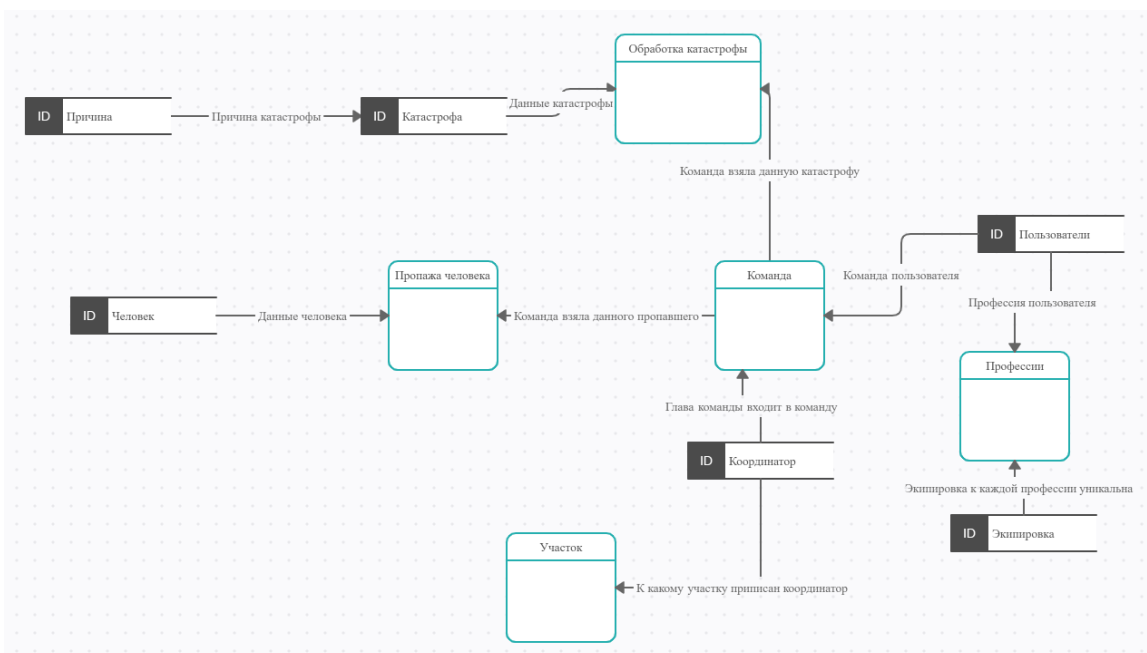 Обработка катастрофы
ID Причина
Причина катастрофы
ID Катастрофа
Данные катастрофы
Команда взяла данную катастрофу
ID Пользователи
Команда пользователя
Профессия пользователя
Пропажа человека
Команда
ID Человек
Данные человека
Команда взяла данного пропавшего
Профессии
Глава команды входит в команду
ID Координатор
Экипировка к каждой профессии уникальна
ID Экипировка
Участок
К какому участку приписан координатор